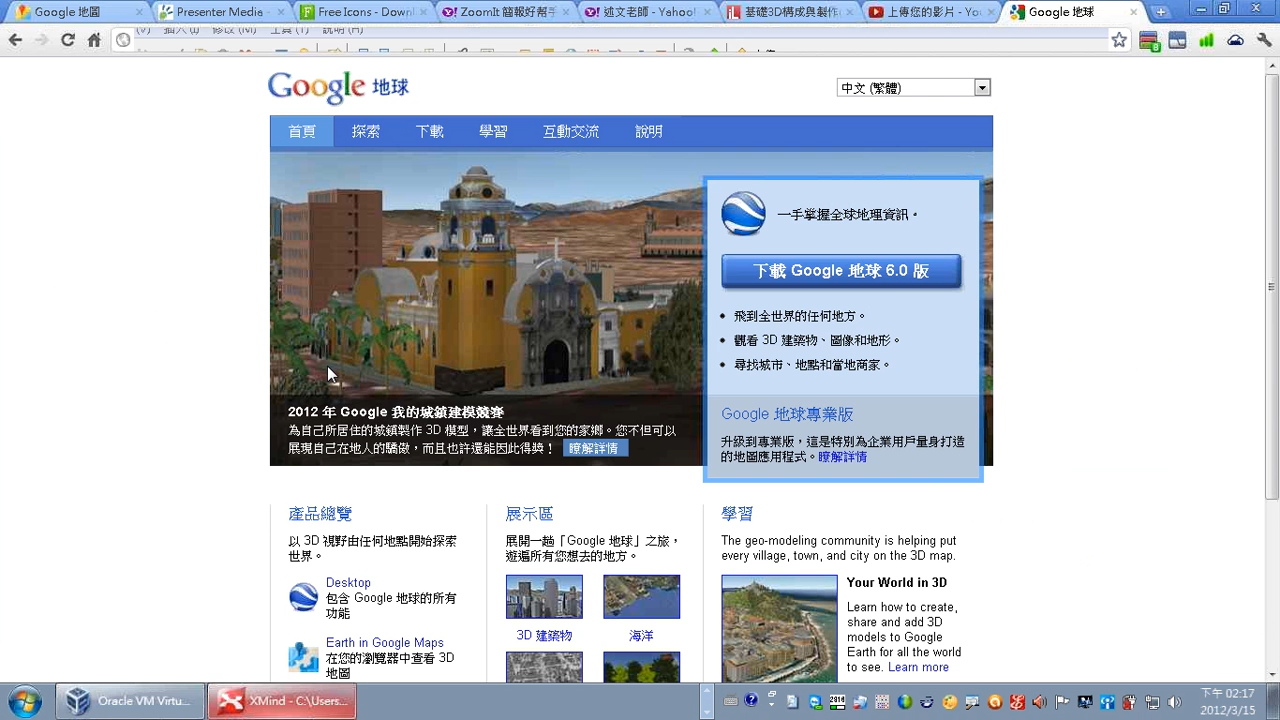 Google 地圖
Presenter Media -
Free Icons - Downl
ZoomIt 簡報好幫手
述文老師 - Yahoo!
基礎3D構成與製作
上傳您的影片 - Yo
Google 地球
Google 地球
中文 (繁體)
首頁 探索 下載 學習 互動交流 說明
一手掌握全球地理資訊。
下載 Google 地球 6.0 版
飛到全世界的任何地方。
觀看 3D 建築物、圖像和地形。
尋找城市、地點和當地商家。
Google 地球專業版
升級到專業版，這是特別為企業用戶量身打造
的地圖應用程式。瞭解詳情
2012 年 Google 我的城鎮建模競賽
為自己所居住的城鎮製作 3D 模型，讓全世界看到您的家鄉。您不但可以
展現自己在地人的驕傲，而且也許還能因此得獎！ 瞭解詳情
產品總覽
以 3D 視野由任何地點開始探索
世界。
Desktop
包含 Google 地球的所有
功能
Earth in Google Maps
在您的瀏覽器中查看 3D
地圖
展示區
展開一趟「Google 地球」之旅，
遊遍所有您想去的地方。
3D 建築物
海洋
學習
The geo-modeling community is helping put
every village, town, and city on the 3D map.
Your World in 3D
Learn how to create,
share and add 3D
models to Google
Earth for all the world
to see. Learn more
Oracle VM Virtu...
XMind - C:\Users...
下午 02:17
2012/3/15